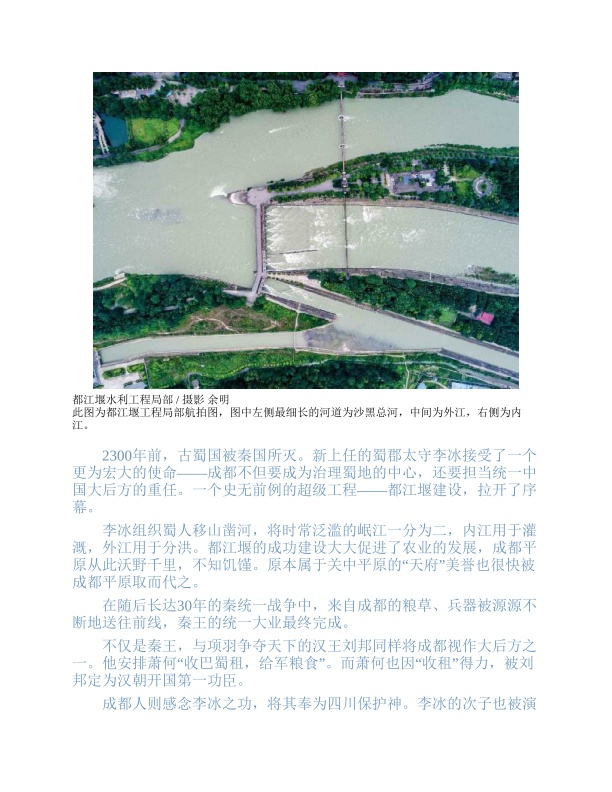 都江堰水利工程局部 / 摄影 余明
此图为都江堰工程局部航拍图，图中左侧最细长的河道为沙黑总河，中间为外江，右侧为内
江。
2300年前，古蜀国被秦国所灭。新上任的蜀郡太守李冰接受了一个
更为宏大的使命——成都不但要成为治理蜀地的中心，还要担当统一中
国大后方的重任。一个史无前例的超级工程——都江堰建设，拉开了序
幕。
李冰组织蜀人移山凿河，将时常泛滥的岷江一分为二，内江用于灌
溉，外江用于分洪。都江堰的成功建设大大促进了农业的发展，成都平
原从此沃野千里，不知饥馑。原本属于关中平原的“天府”美誉也很快被
成都平原取而代之。
在随后长达30年的秦统一战争中，来自成都的粮草、兵器被源源不
断地送往前线，秦王的统一大业最终完成。
不仅是秦王，与项羽争夺天下的汉王刘邦同样将成都视作大后方之
一。他安排萧何“收巴蜀租，给军粮食”。而萧何也因“收租”得力，被刘
邦定为汉朝开国第一功臣。
成都人则感念李冰之功，将其奉为四川保护神。李冰的次子也被演